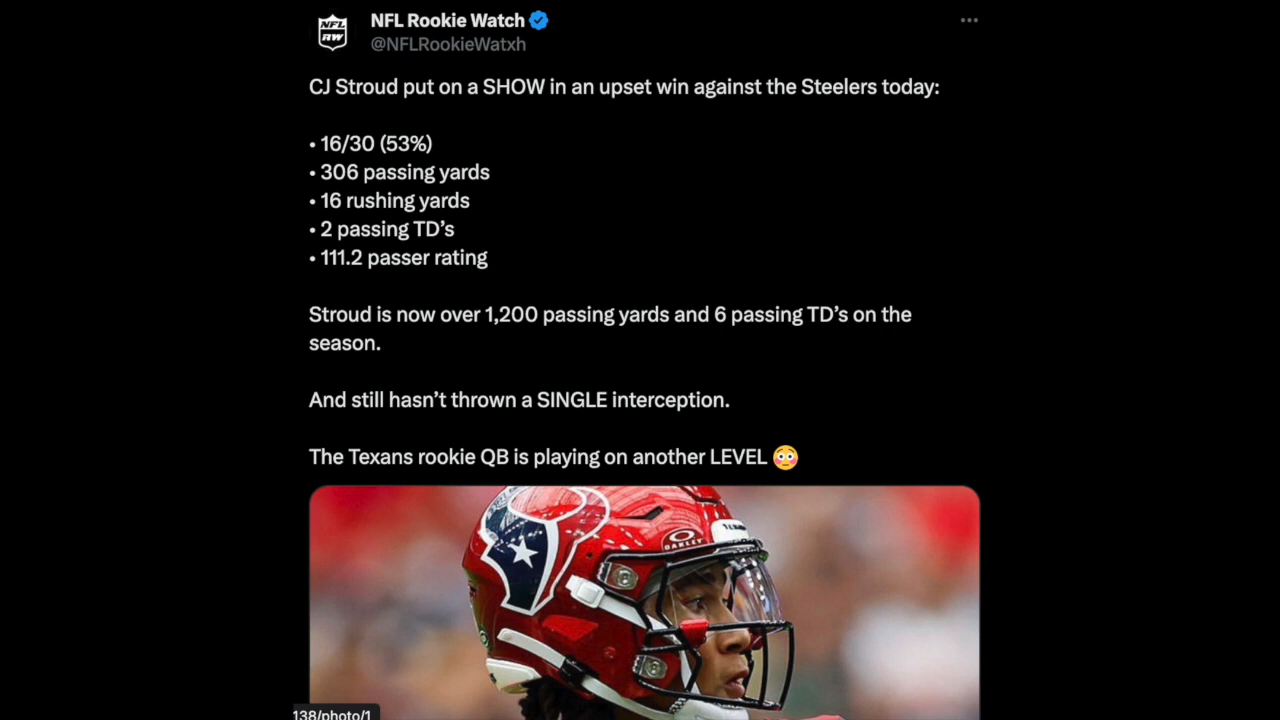 NFL Rookie Watch
NFL
RW
@NFLRookieWatxh
CJ Stroud put on a SHOW in an upset win against the Steelers today:
• 16/30 (53%)
• 306 passing yards
• 16 rushing yards
• 2 passing TD’s
• 111.2 passer rating
Stroud is now over 1,200 passing yards and 6 passing TD’s on the
season.
And still hasn’t thrown a SINGLE interception.
The Texans rookie QB is playing on another LEVEL 😳
OAKLEY
138/photo/1